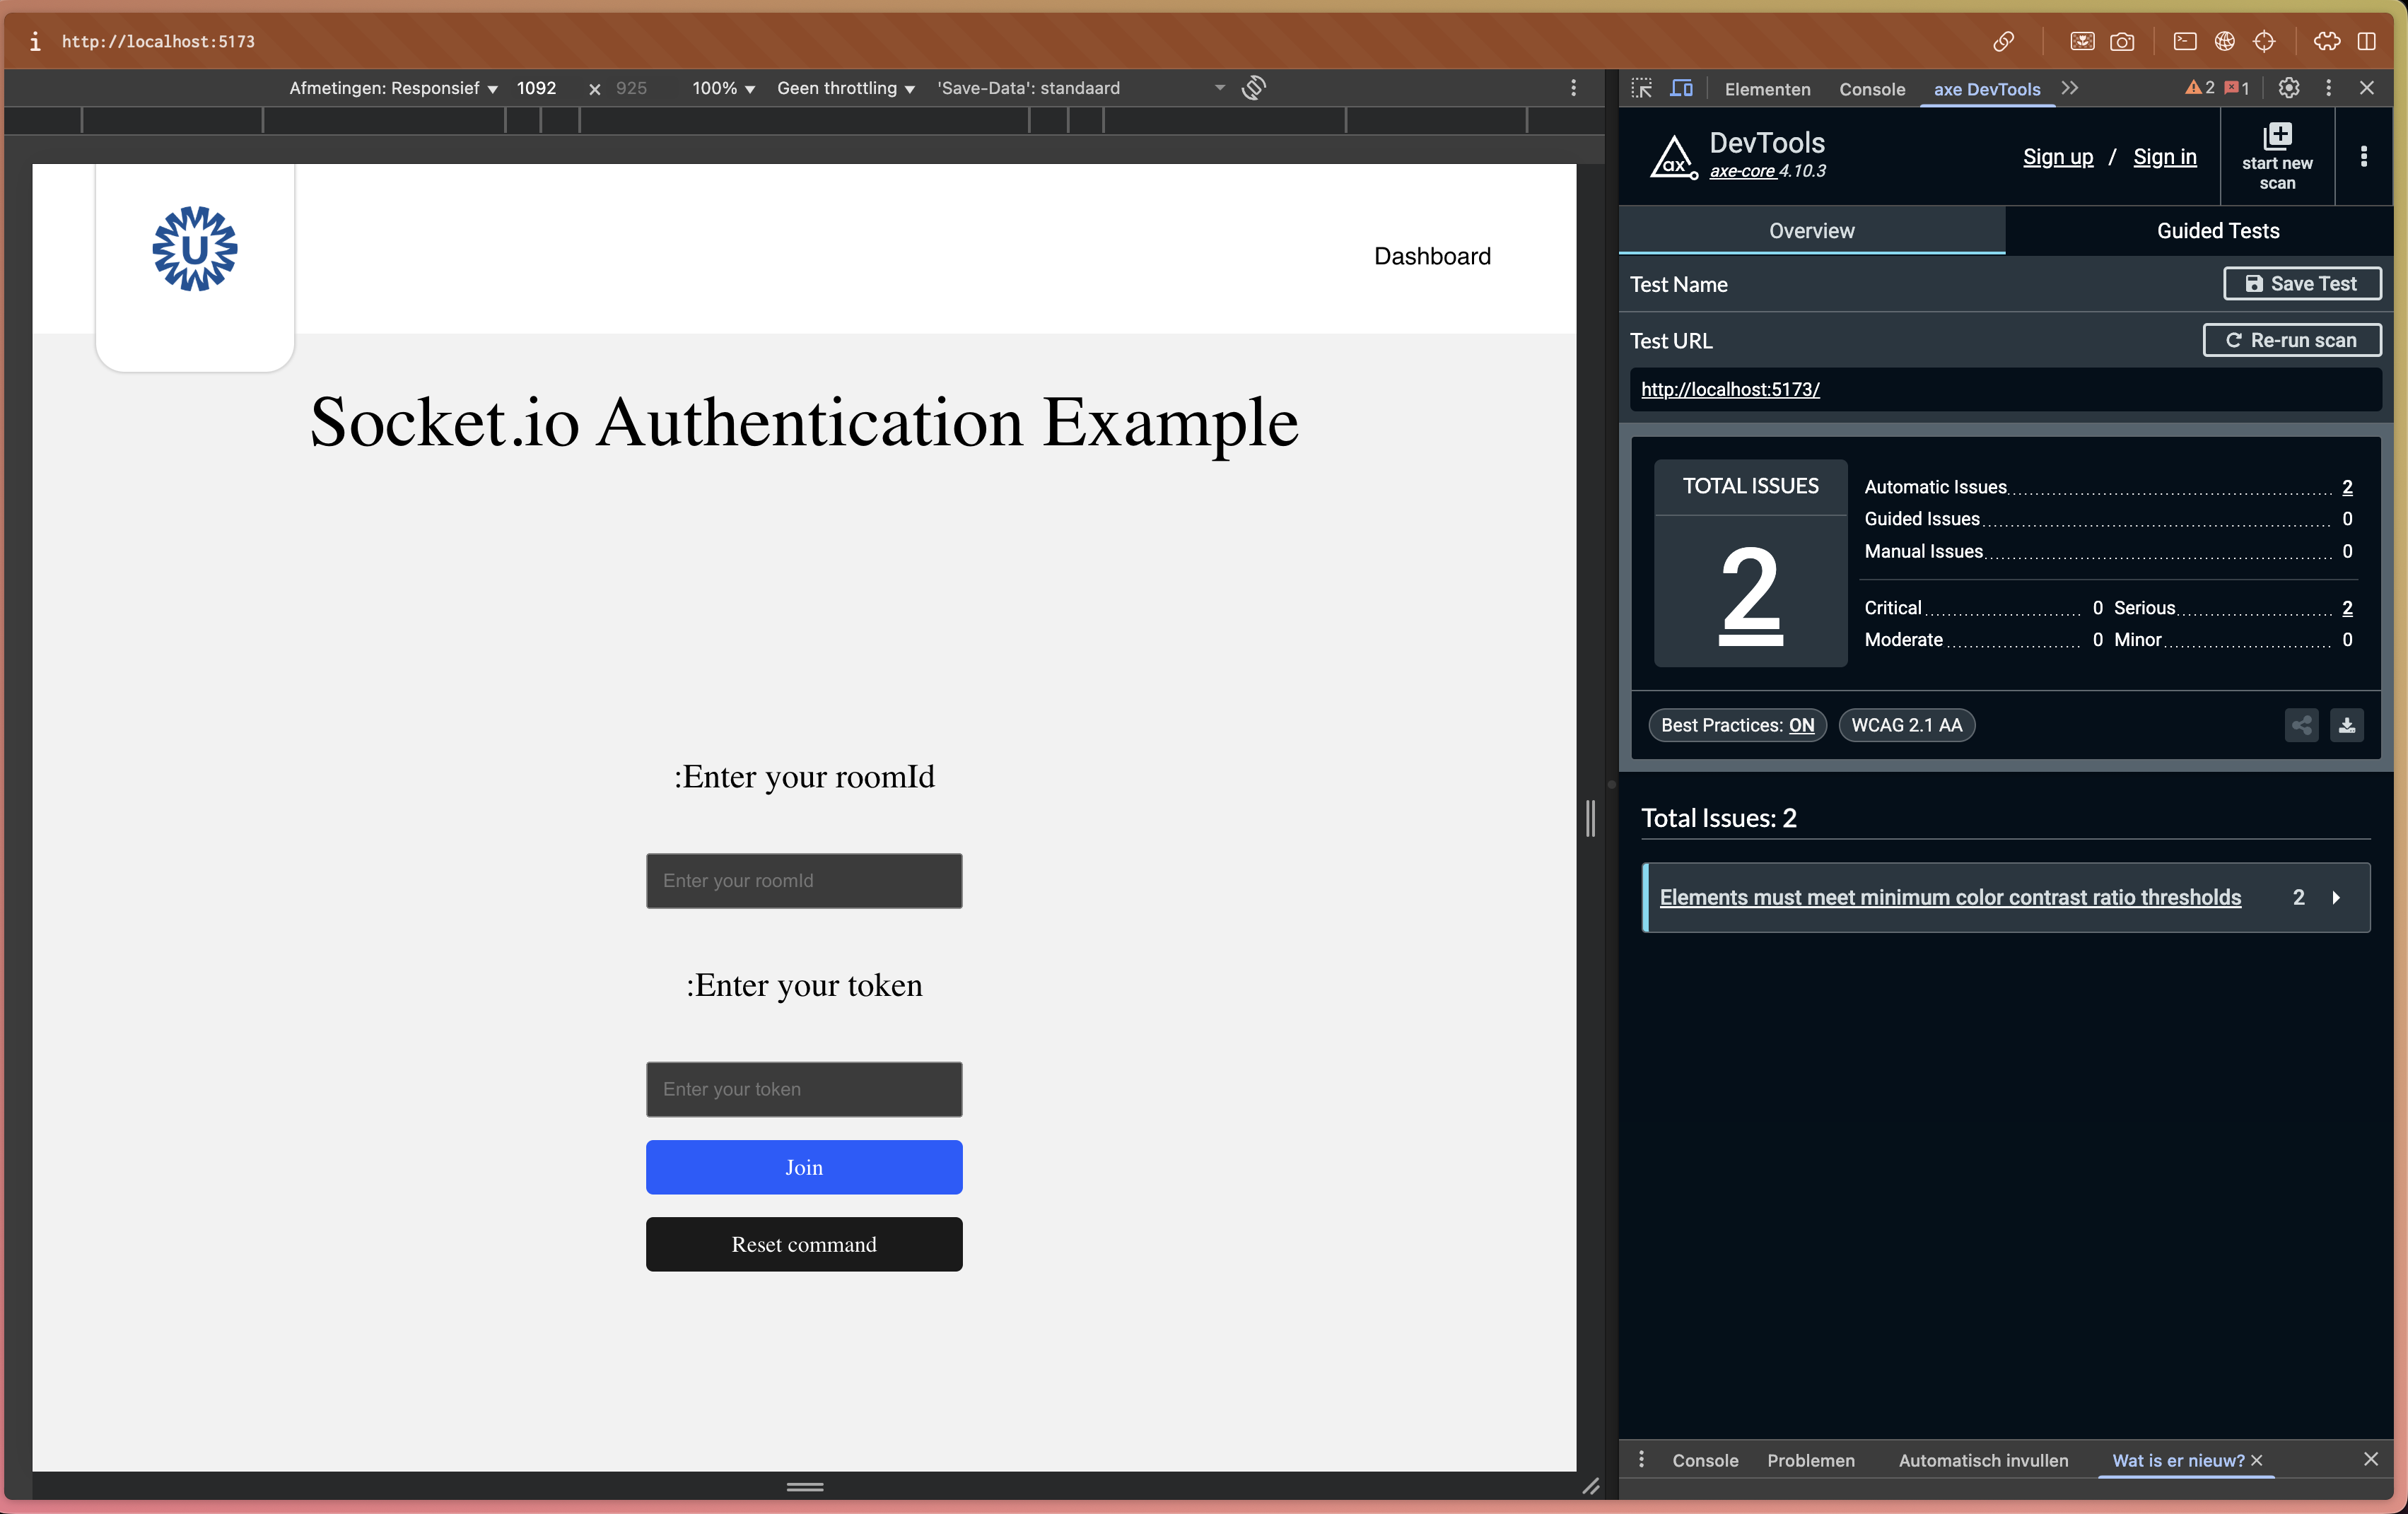 http://localhost:5173
Afmetingen: Responsief 1092 x 925 100% Geen throttling 'Save-Data': standaard
U
Dashboard
Socket.io Authentication Example
:Enter your roomId
Enter your roomId
:Enter your token
Enter your token
Join
Reset command
Elementen Console axe DevTools 2 1
ax
DevTools
axe-core 4.10.3
Sign up / Sign in
start new
scan
Overview Guided Tests
Test Name Save Test
Test URL Re-run scan
http://localhost:5173/
TOTAL ISSUES
2
Automatic Issues 2
Guided Issues 0
Manual Issues 0
Critical 0 Serious 2
Moderate 0 Minor 0
Best Practices: ON WCAG 2.1 AA
Total Issues: 2
Elements must meet minimum color contrast ratio thresholds 2
Console Problemen Automatisch invullen Wat is er nieuw?